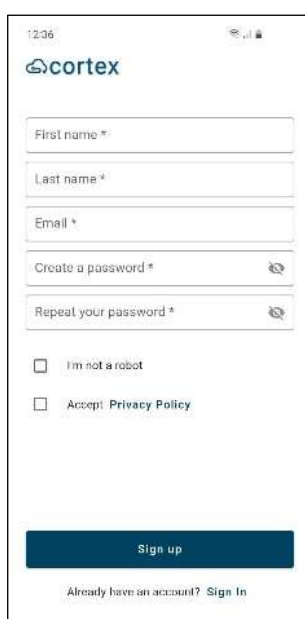 12:36
cortex
First name *
Last name *
Email *
Create a password *
Repeat your password *
I'm not a robot
Accept Privacy Policy
Sign up
Already have an account? Sign In